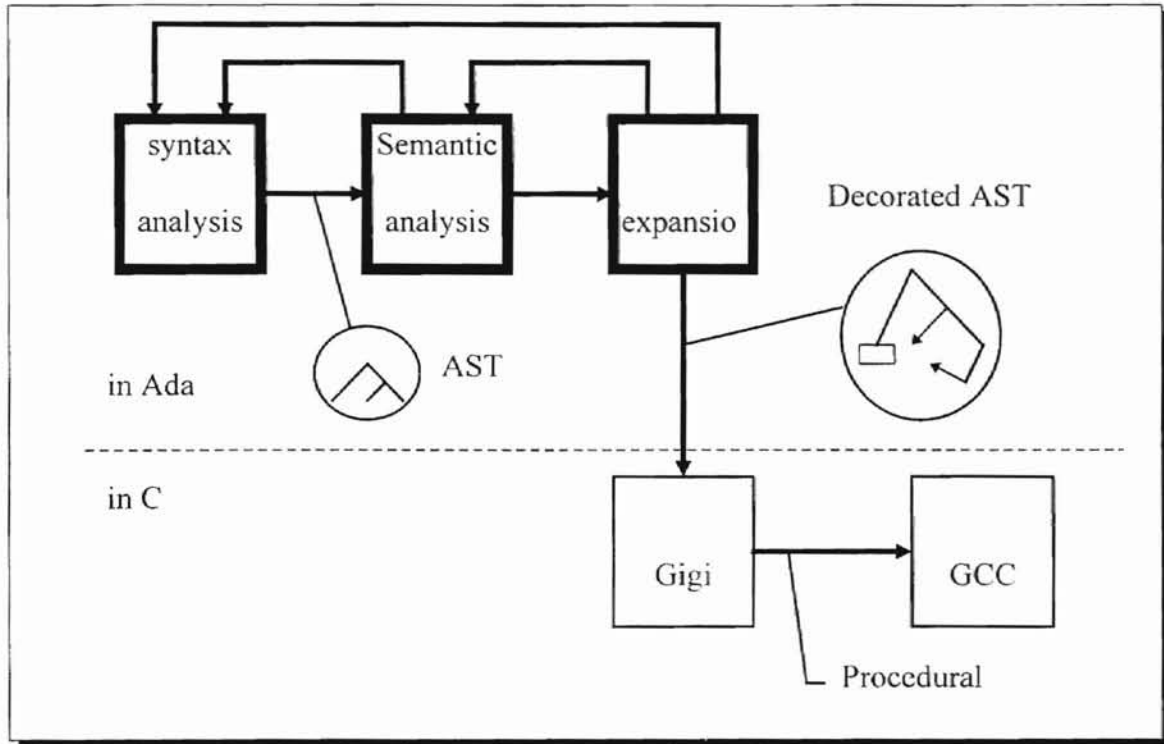 syntax
analysis
Semantic
analysis
expansio
Decorated AST
AST
in Ada
in C
Gigi
GCC
Procedural